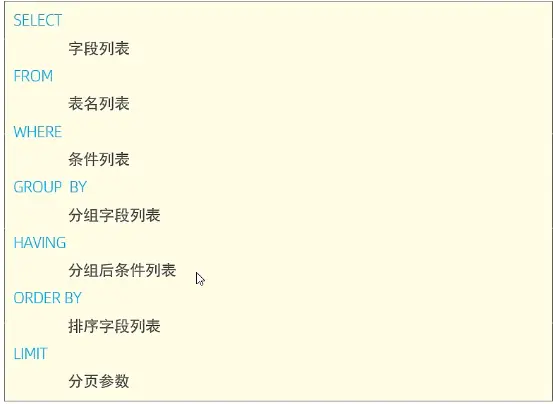 SELECT
字段列表
FROM
表名列表
WHERE
条件列表
GROUP BY
分组字段列表
HAVING
分组后条件列表
ORDER BY
排序字段列表
LIMIT
分页参数